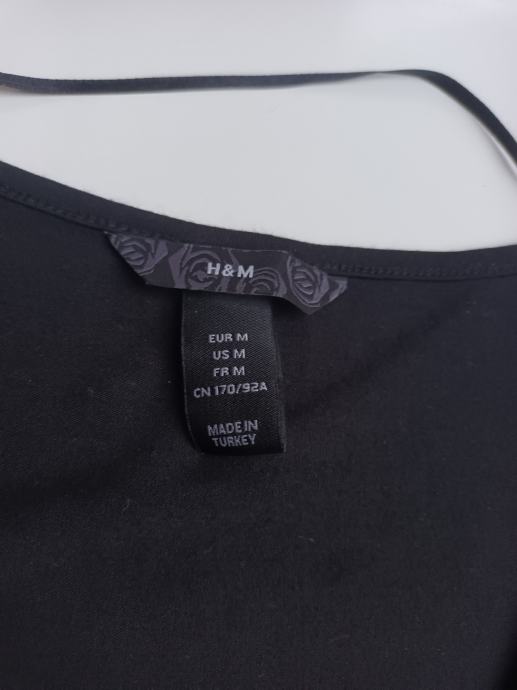 H&M
EUR M
US M
FR M
CN 170/92A
MADE IN
TURKEY